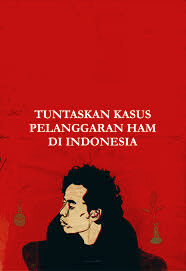 TUNTASKAN KASUS
PELANGGARAN HAM
DI INDONESIA